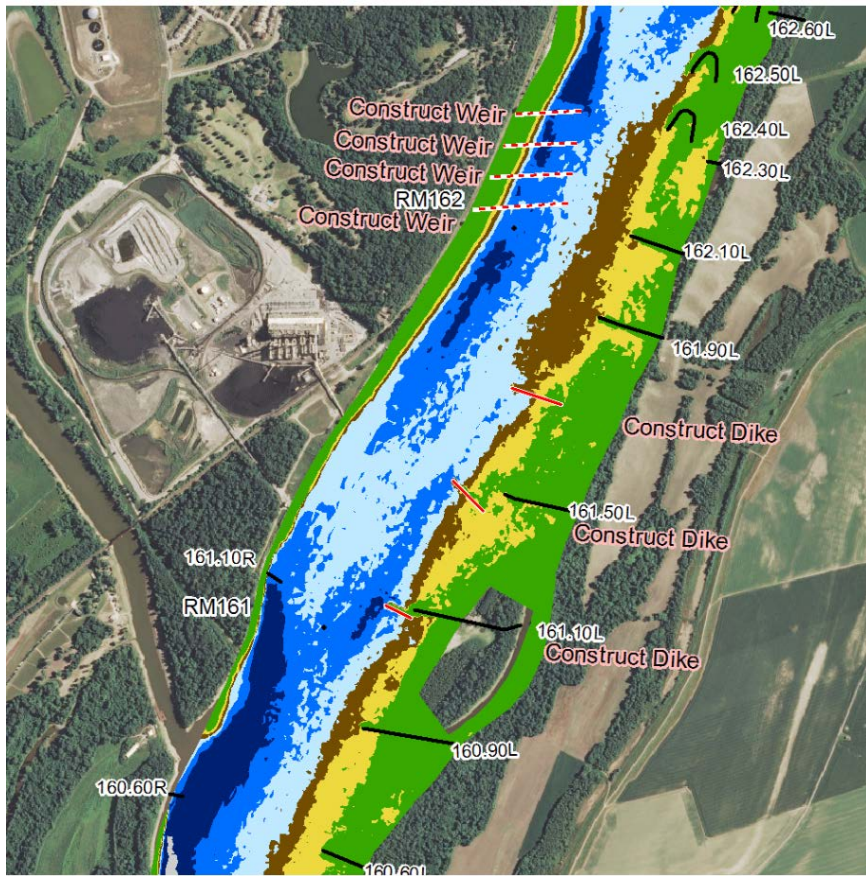 162.60L
162.50L
Construct Weir
162.40L
Construct Weir
162.30L
Construct Weir
RM162
Construct Weir
162.10L
161.90L
Construct Dike
161.50L
Construct Dike
161.10R
RM161
161.10L
Construct Dike
160.90L
160.60R
160.60L